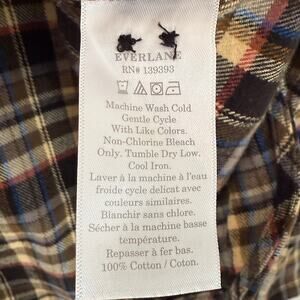 EVERLANE
RN# 139393
Machine Wash Cold
Gentle Cycle
With Like Colors.
Non-Chlorine Bleach
Only. Tumble Dry Low.
Cool Iron.
Laver à la machine à l'eau
froide cycle delicat avec
couleurs similaires.
Blanchir sans chlore.
Sécher à la machine basse
température.
Repasser à fer bas.
100% Cotton / Coton.